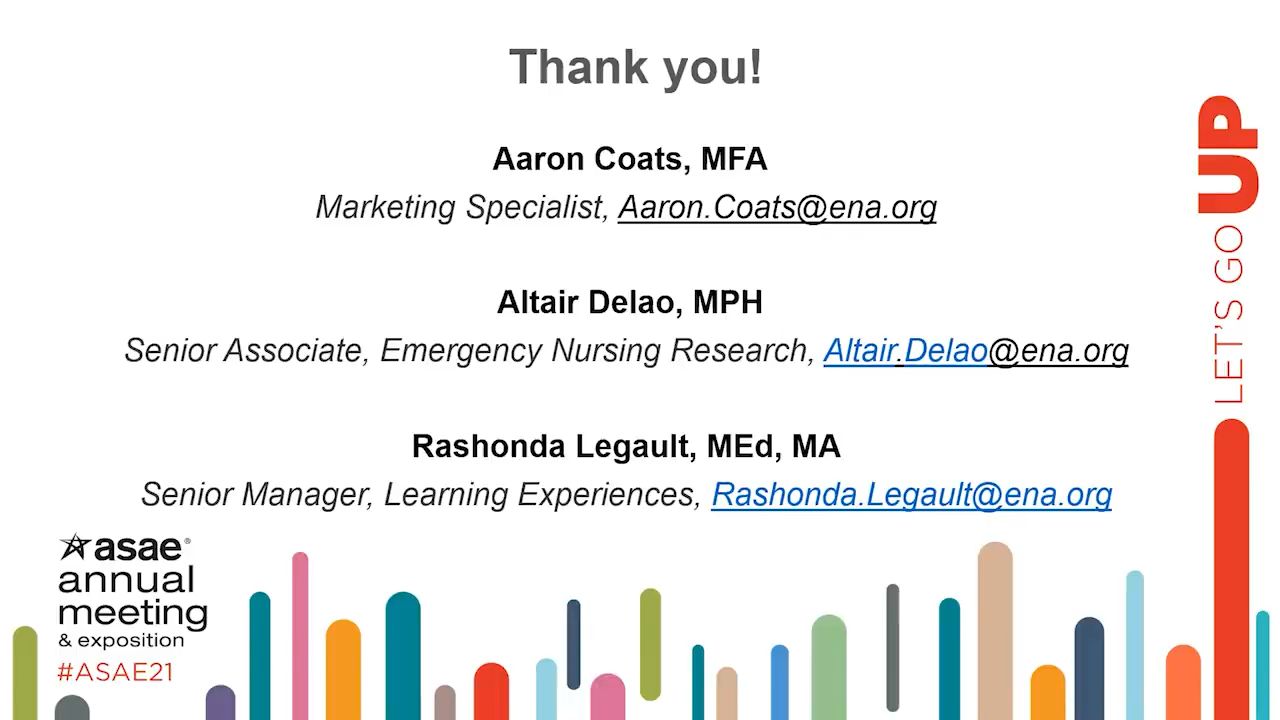 Thank you!
Aaron Coats, MFA
Marketing Specialist, Aaron.Coats@ena.org
Altair Delao, MPH
Senior Associate, Emergency Nursing Research, Altair.Delao@ena.org
Rashonda Legault, MEd, MA
Senior Manager, Learning Experiences, Rashonda.Legault@ena.org
asae®
annual
meeting
& exposition
#ASAE21
LET'S GO UP